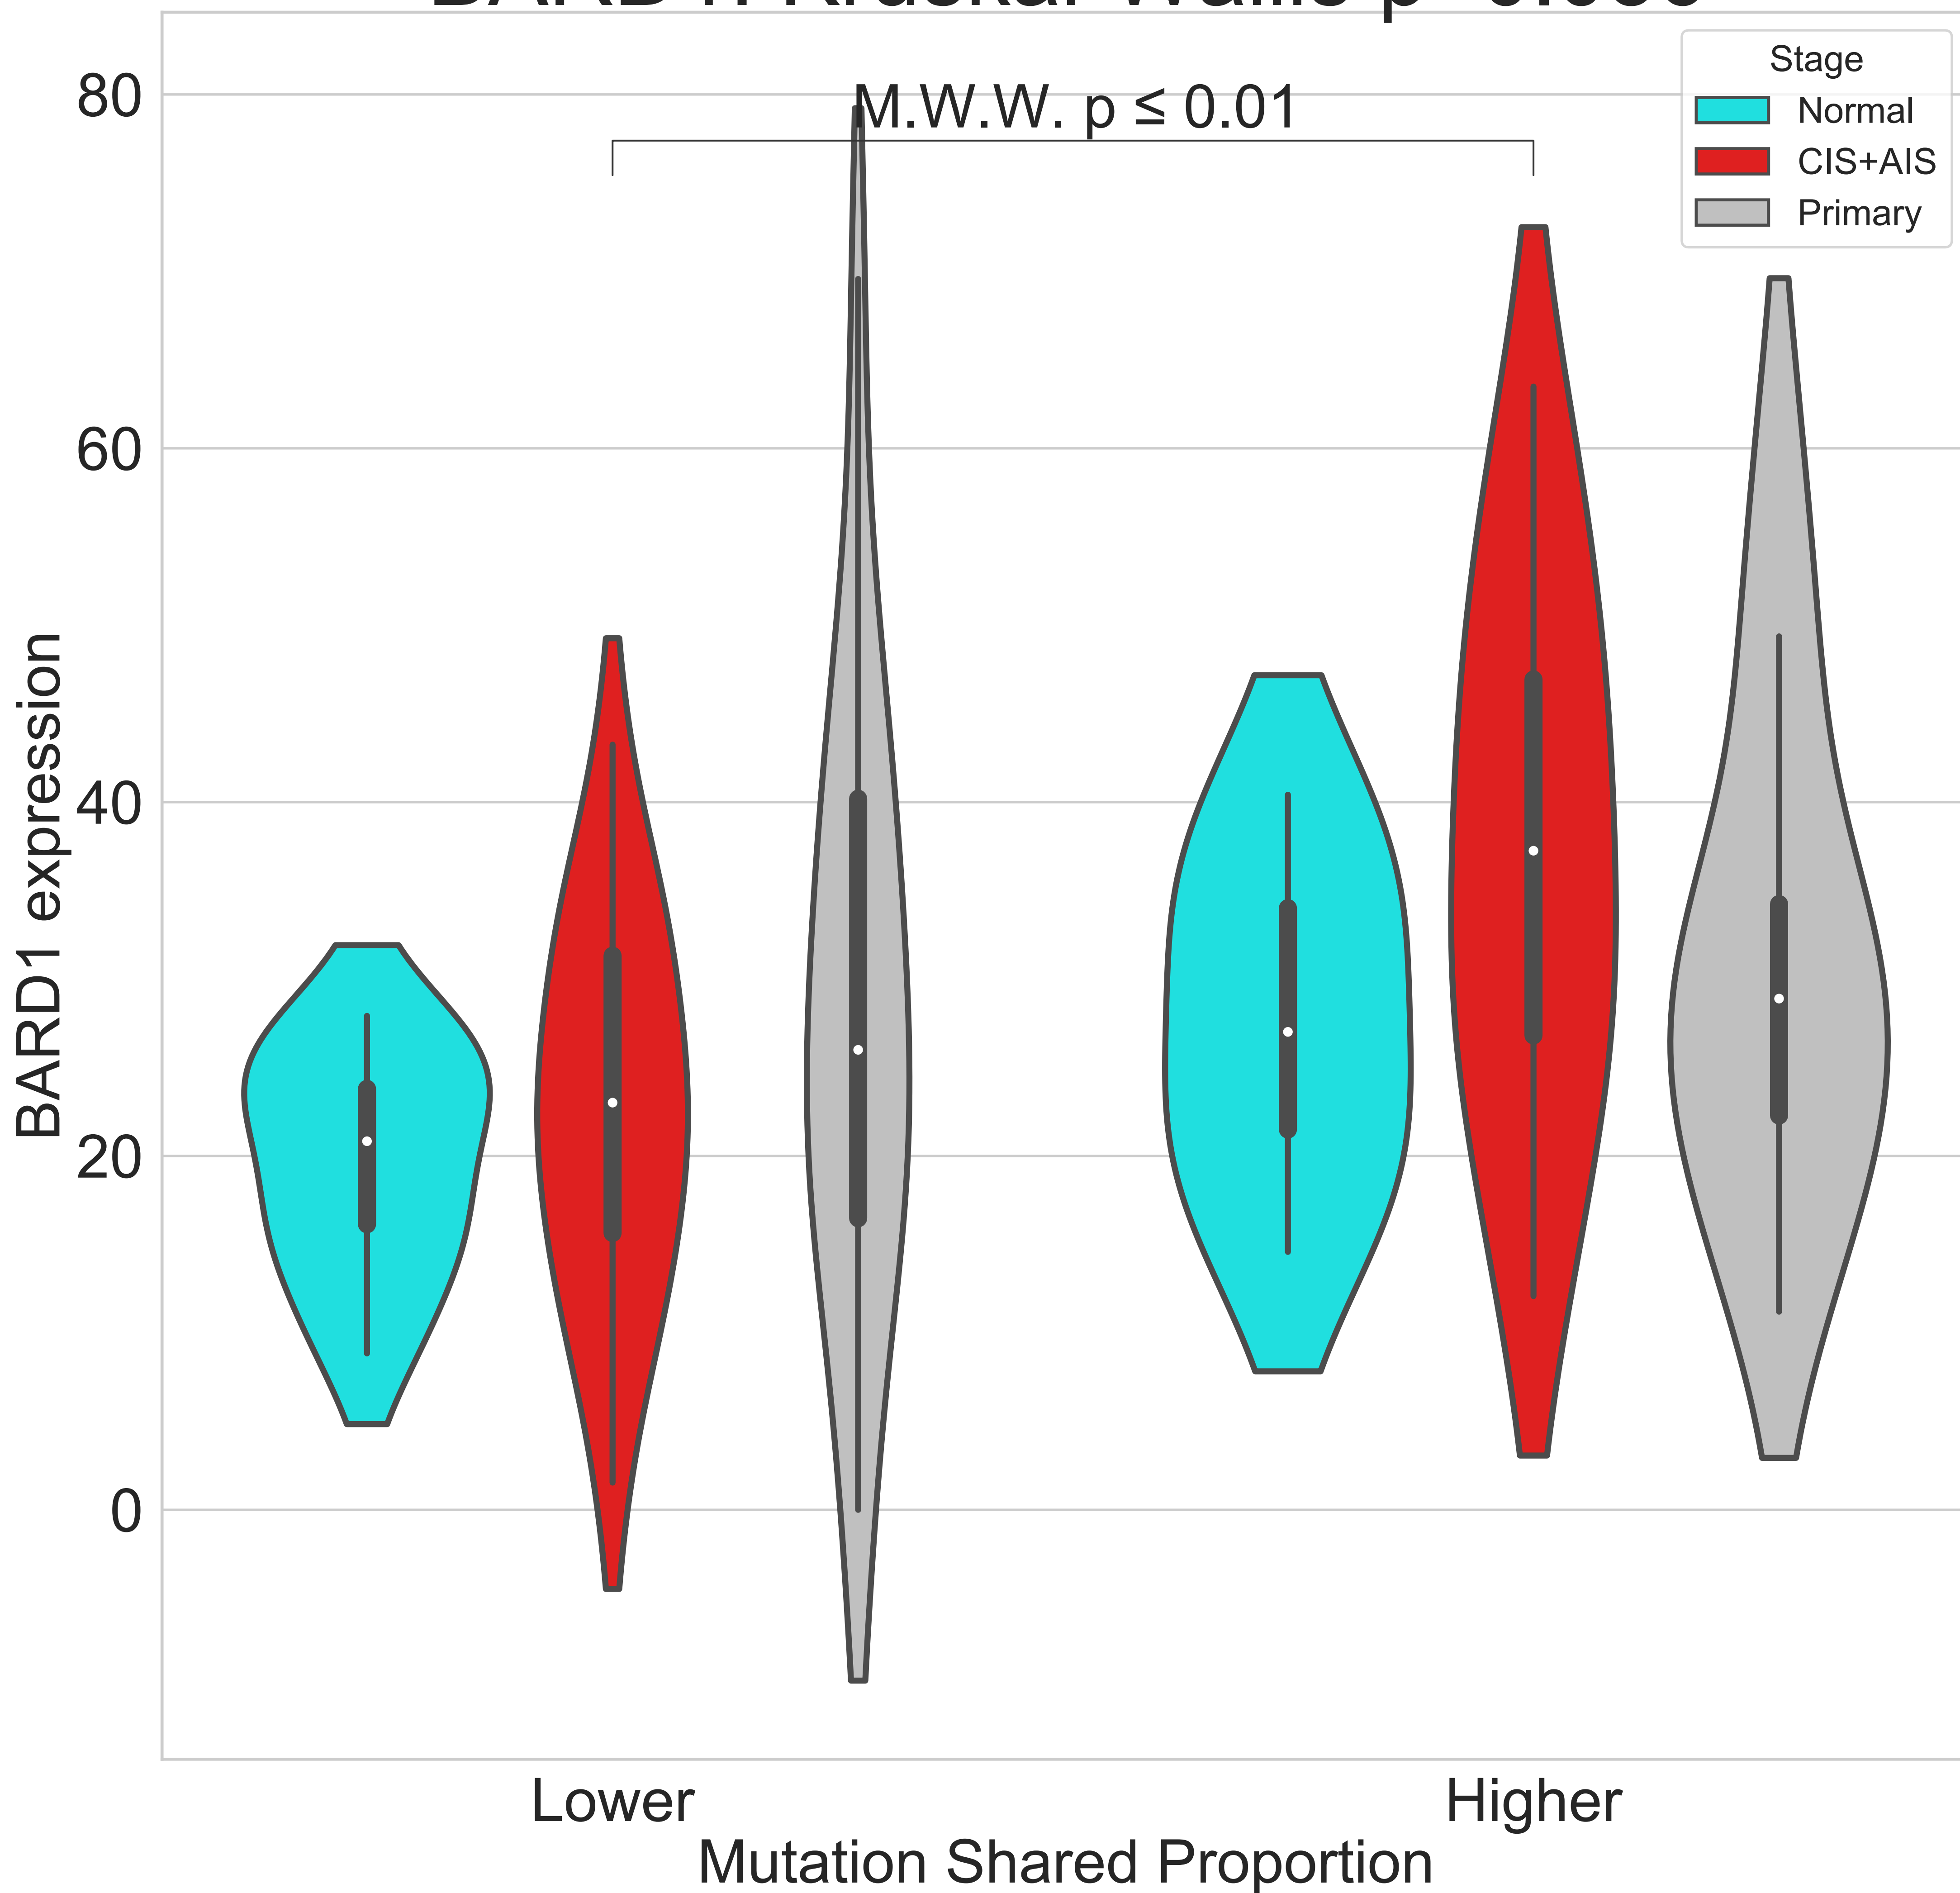 80
60
40
20
0
BARD1 expression
M.W.W. p ≤ 0.01
Stage
Normal
CIS+AIS
Primary
Lower
Higher
Mutation Shared Proportion